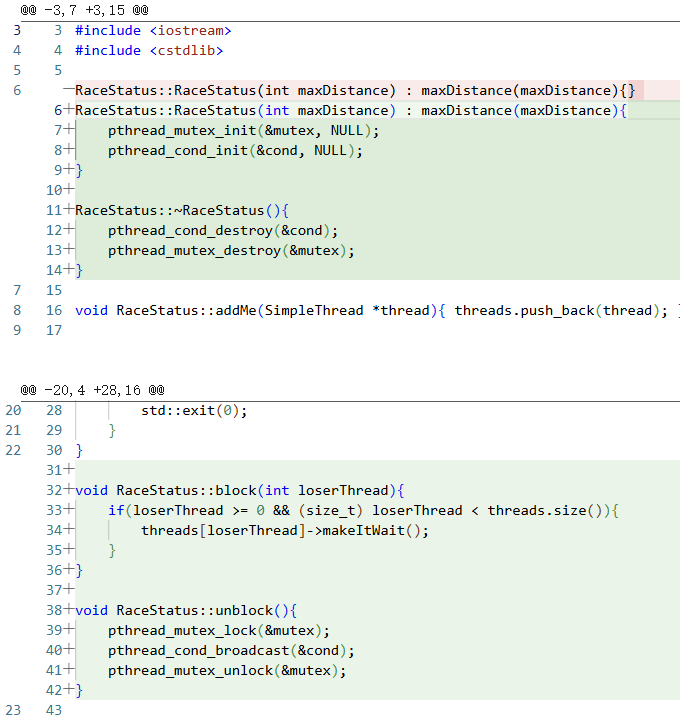 @@ -3,7 +3,15 @@
3 3 #include <iostream>
4 4 #include <cstdlib>
5 5
6 —RaceStatus::RaceStatus(int maxDistance) : maxDistance(maxDistance){}
6+RaceStatus::RaceStatus(int maxDistance) : maxDistance(maxDistance){
7+    pthread_mutex_init(&mutex, NULL);
8+    pthread_cond_init(&cond, NULL);
9+}
10+
11+RaceStatus::~RaceStatus(){
12+    pthread_cond_destroy(&cond);
13+    pthread_mutex_destroy(&mutex);
14+}
7 15
8 16 void RaceStatus::addMe(SimpleThread *thread){ threads.push_back(thread); }
9 17
@@ -20,4 +28,16 @@
20 28         std::exit(0);
21 29     }
22 30 }
31+
32+void RaceStatus::block(int loserThread){
33+    if(loserThread >= 0 && (size_t) loserThread < threads.size()){
34+        threads[loserThread]->makeItWait();
35+    }
36+}
37+
38+void RaceStatus::unblock(){
39+    pthread_mutex_lock(&mutex);
40+    pthread_cond_broadcast(&cond);
41+    pthread_mutex_unlock(&mutex);
42+}
23 43